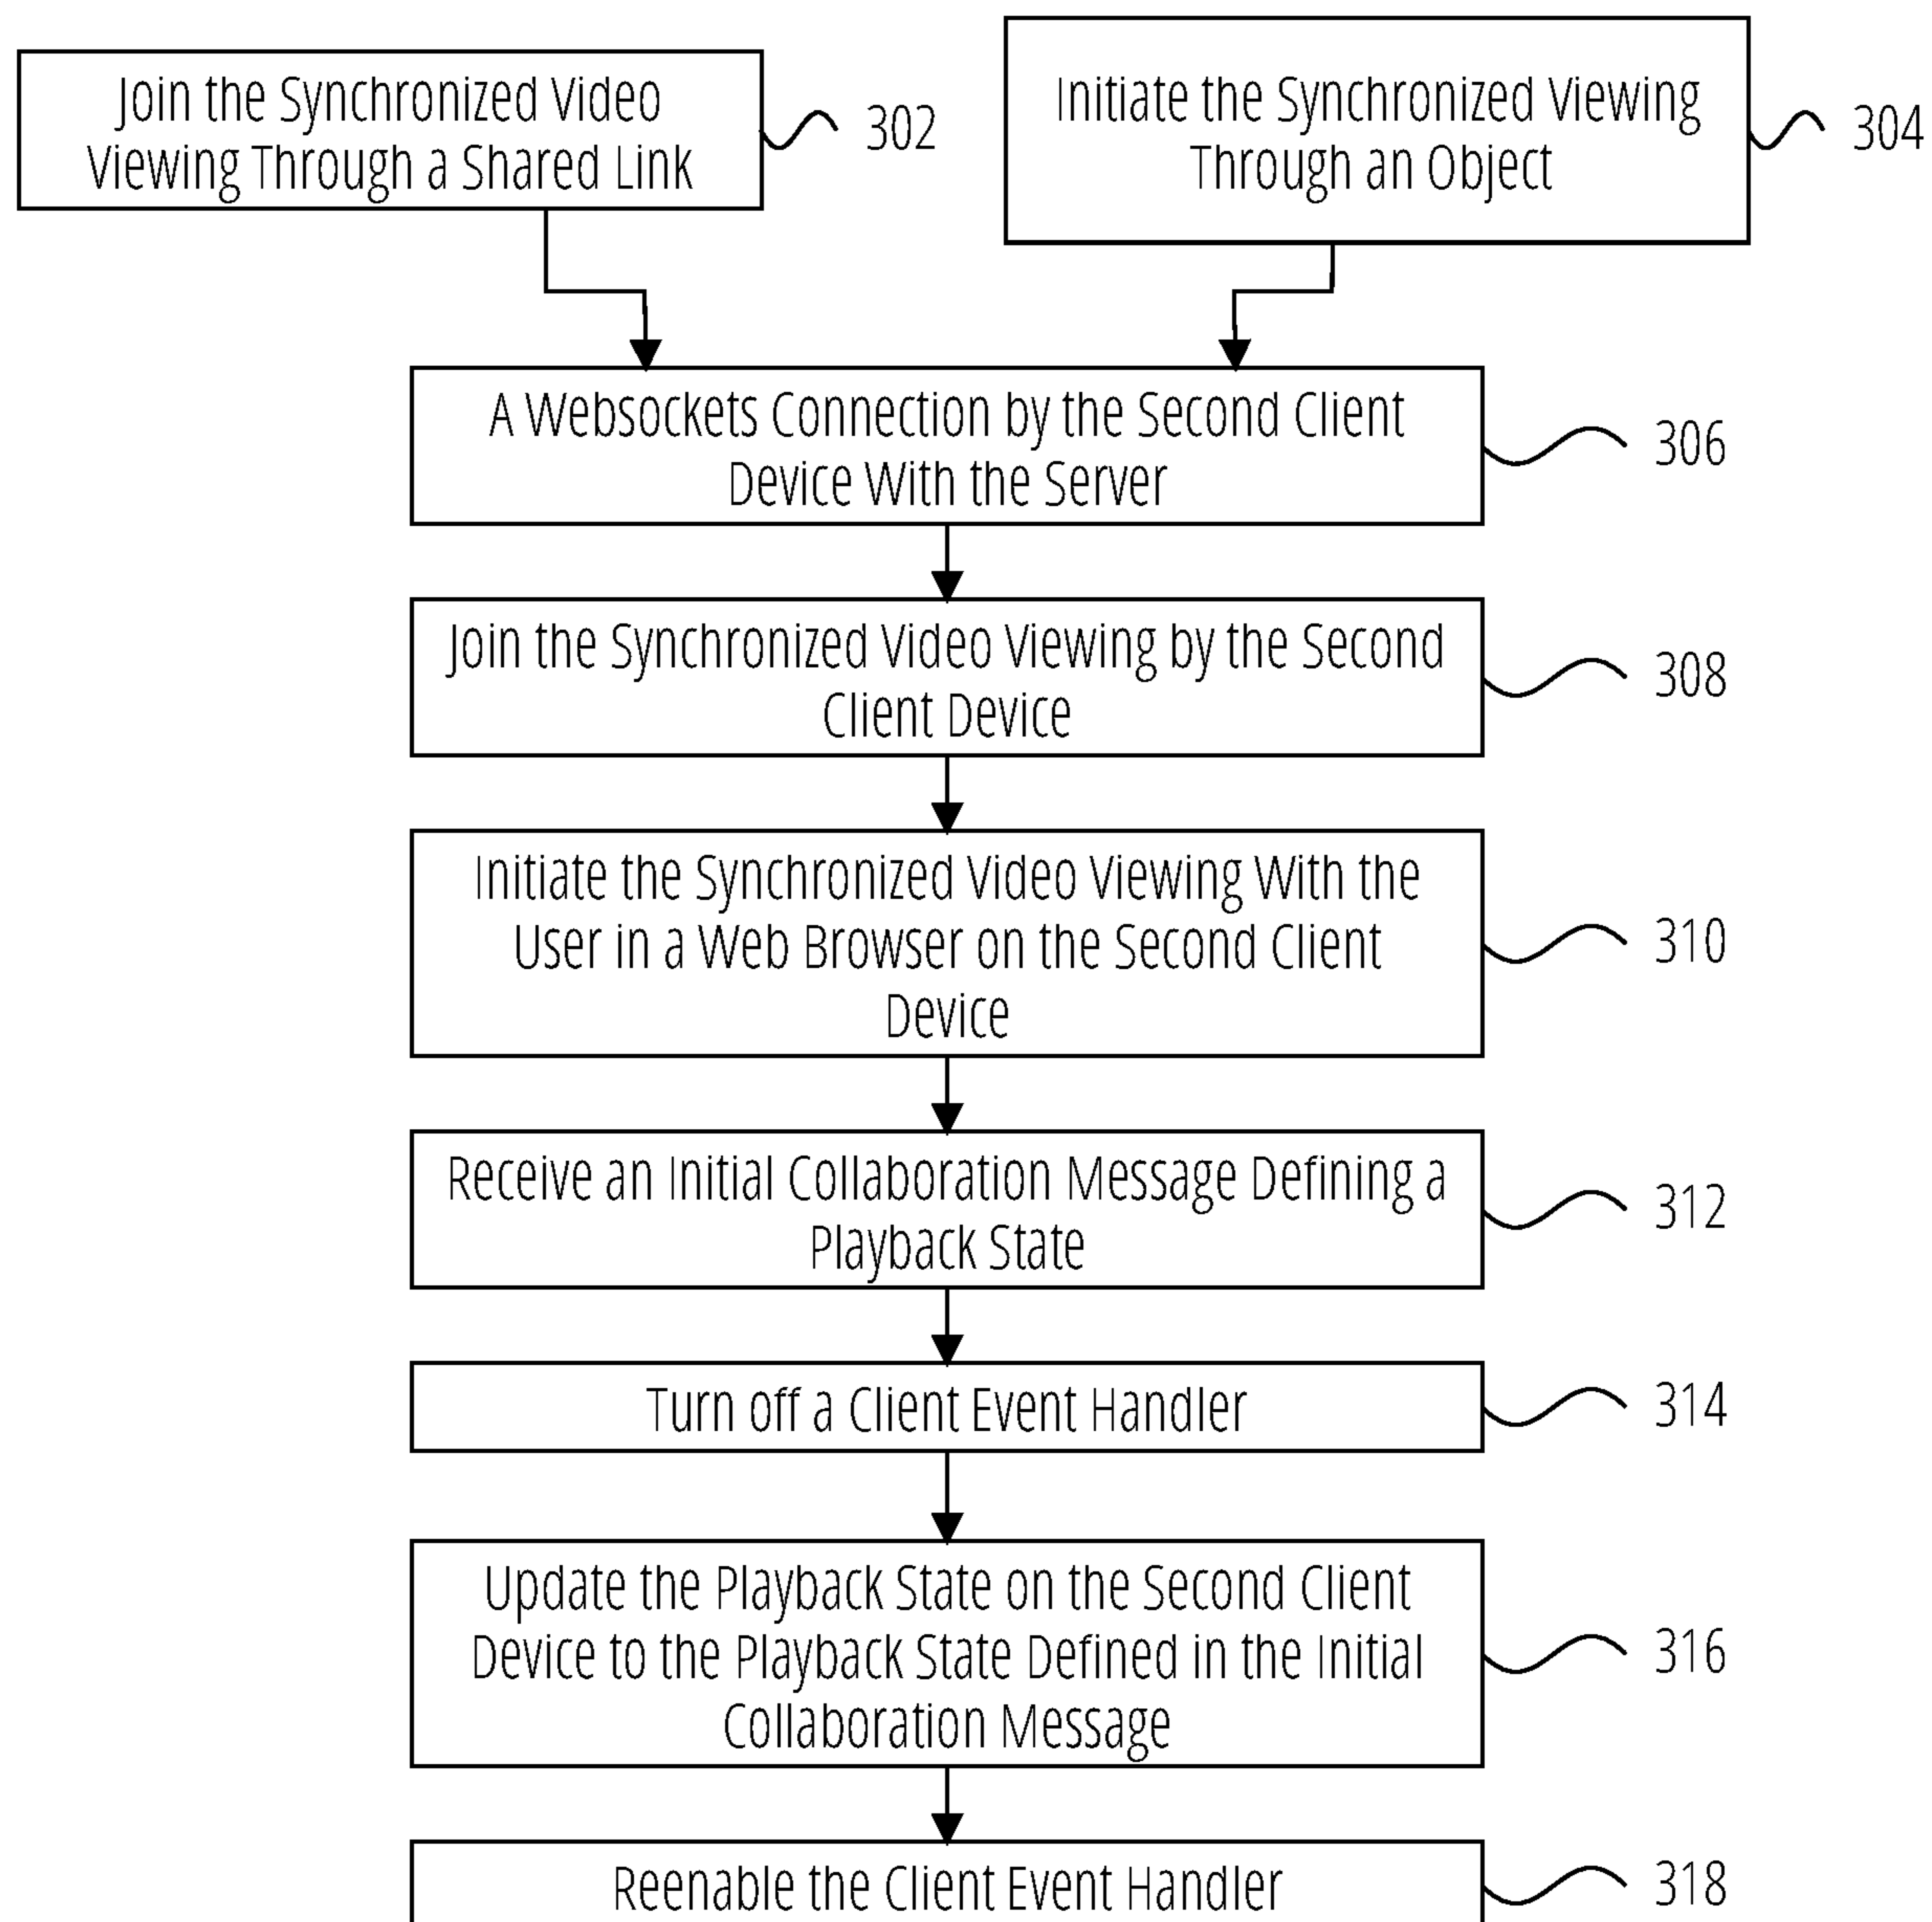 Join the Synchronized Video
Viewing Through a Shared Link
302
Initiate the Synchronized Viewing
Through an Object
304
A Websockets Connection by the Second Client
Device With the Server
306
Join the Synchronized Video Viewing by the Second
Client Device
308
Initiate the Synchronized Video Viewing With the
User in a Web Browser on the Second Client
Device
310
Receive an Initial Collaboration Message Defining a
Playback State
312
Turn off a Client Event Handler
314
Update the Playback State on the Second Client
Device to the Playback State Defined in the Initial
Collaboration Message
316
Reenable the Client Event Handler
318